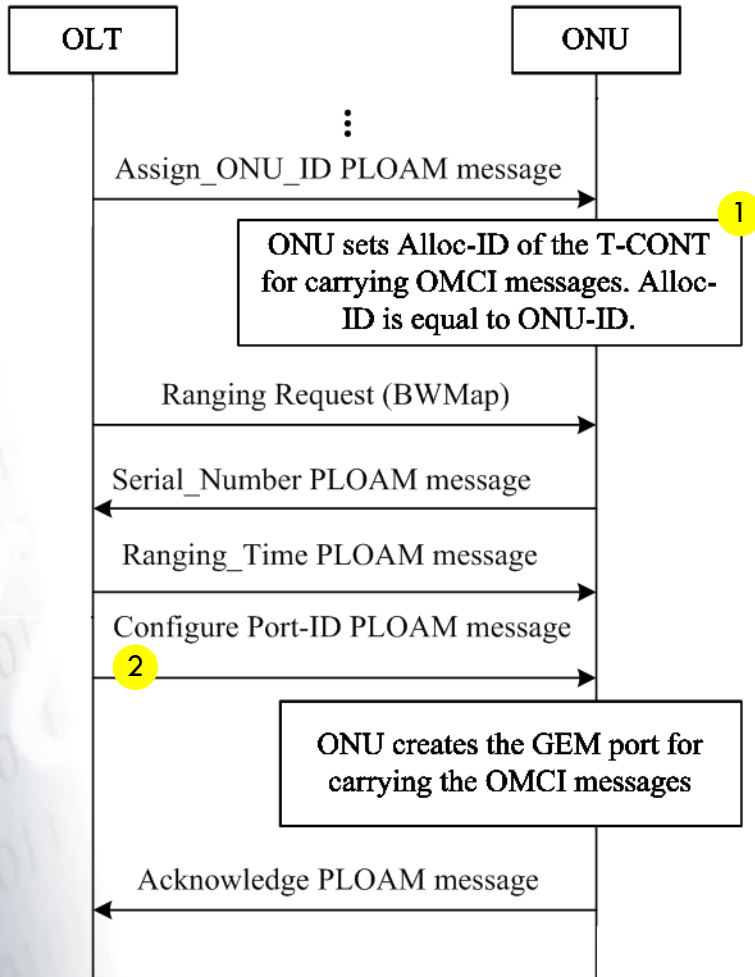 OLT
ONU
Assign_ONU_ID PLOAM message
1
ONU sets Alloc-ID of the T-CONT
for carrying OMCI messages. Alloc-
ID is equal to ONU-ID.
Ranging Request (BWMap)
Serial_Number PLOAM message
Ranging_Time PLOAM message
Configure Port-ID PLOAM message
2
ONU creates the GEM port for
carrying the OMCI messages
Acknowledge PLOAM message